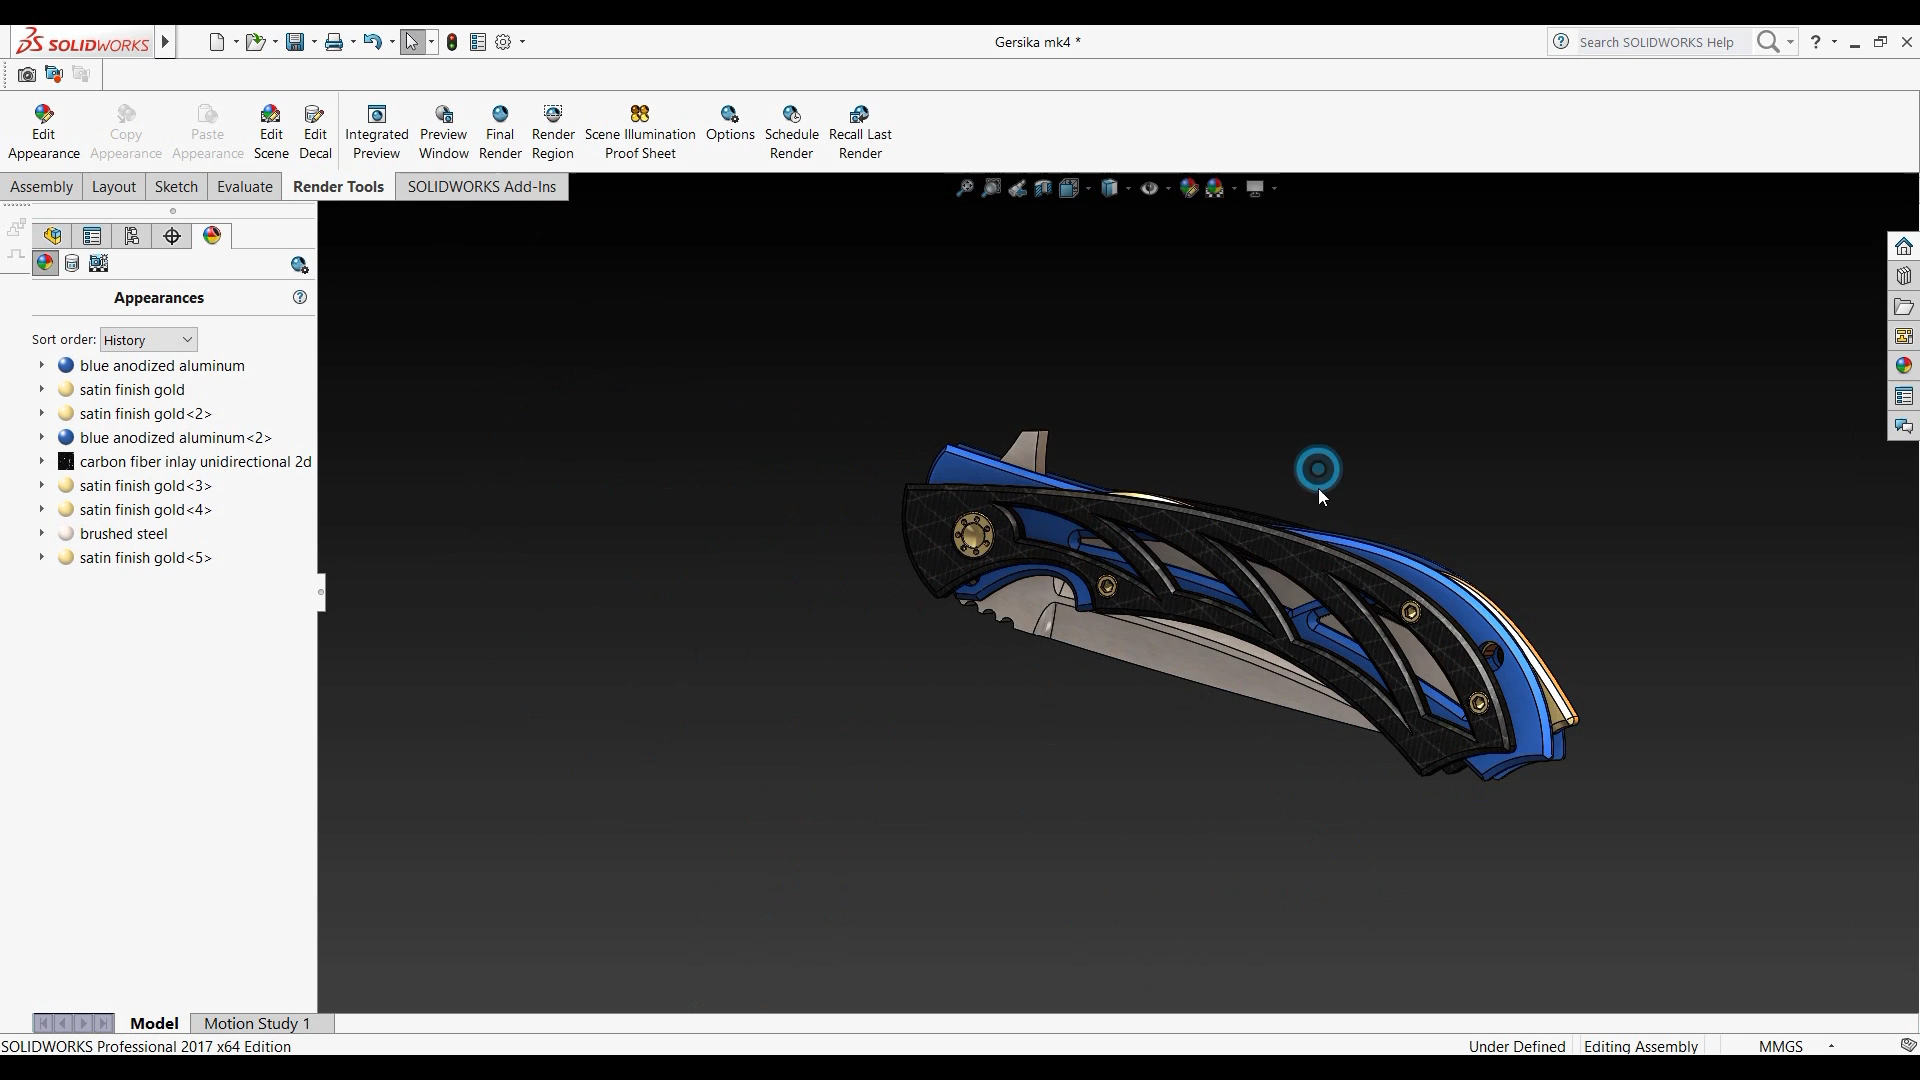 SOLIDWORKS
Gersika mk4 *
Search SOLIDWORKS Help
?
Edit Appearance
Copy Appearance
Paste Appearance
Edit Scene
Edit Decal
Integrated Preview
Preview Window
Final Render
Render Region
Scene Illumination Proof Sheet
Options
Schedule Render
Recall Last Render
Assembly
Layout
Sketch
Evaluate
Render Tools
SOLIDWORKS Add-Ins
Appearances
Sort order: History
blue anodized aluminum
satin finish gold
satin finish gold<2>
blue anodized aluminum<2>
carbon fiber inlay unidirectional 2d
satin finish gold<3>
satin finish gold<4>
brushed steel
satin finish gold<5>
Model
Motion Study 1
SOLIDWORKS Professional 2017 x64 Edition
Under Defined
Editing Assembly
MMGS